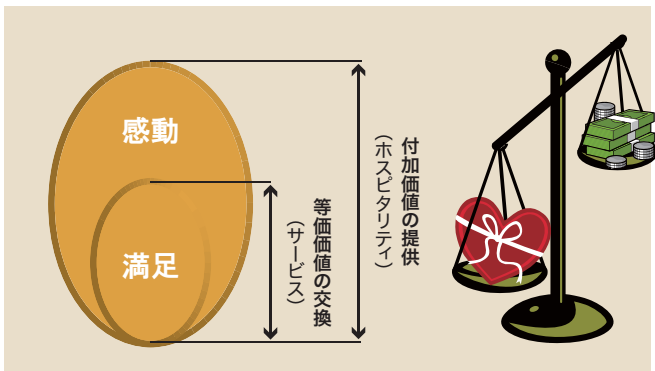 感動
満足
付加価値の提供
（ホスピタリティ）
等価価値の交換
（サービス）